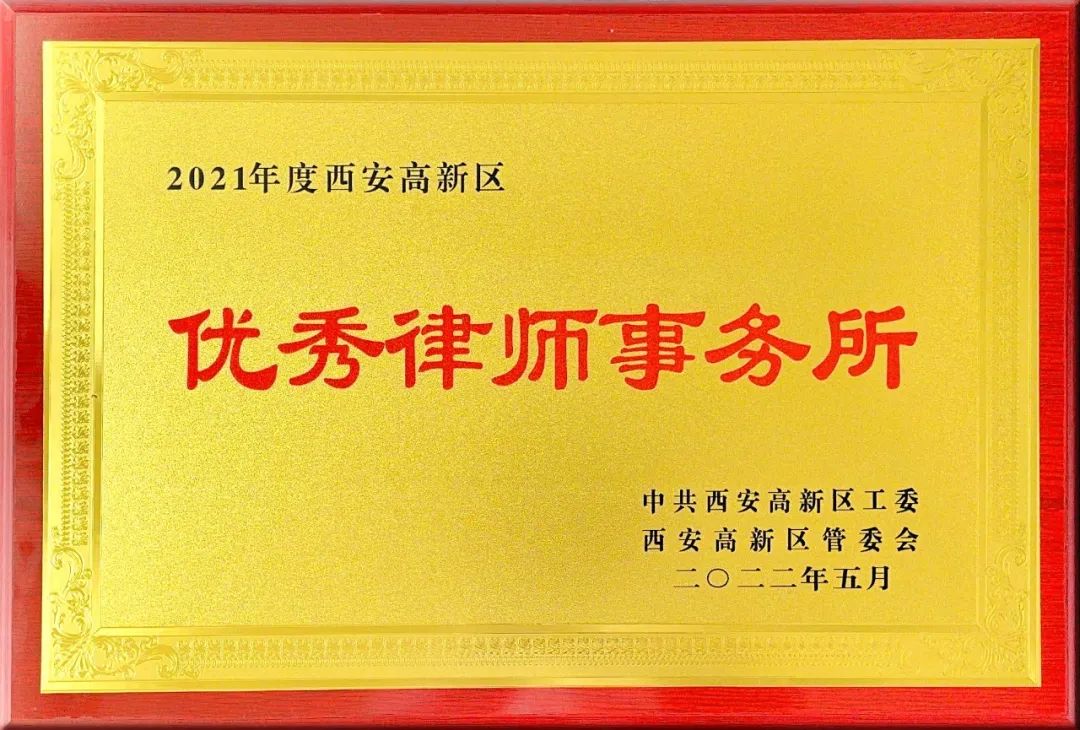 2021年度西安高新区
优秀律师事务所
中共西安高新区工委
西安高新区管委会
二〇二二年五月